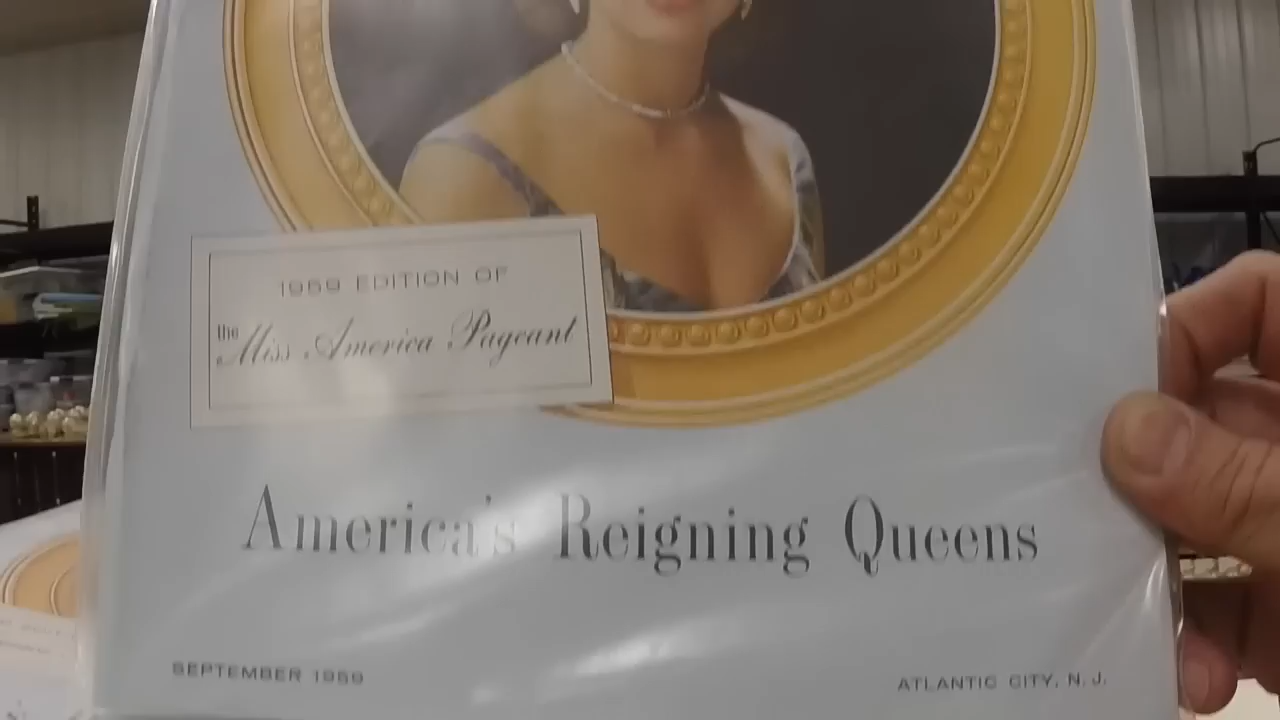 1959 EDITION OF
the Miss America Pageant
America's Reigning Queens
SEPTEMBER 1959
ATLANTIC CITY, N. J.